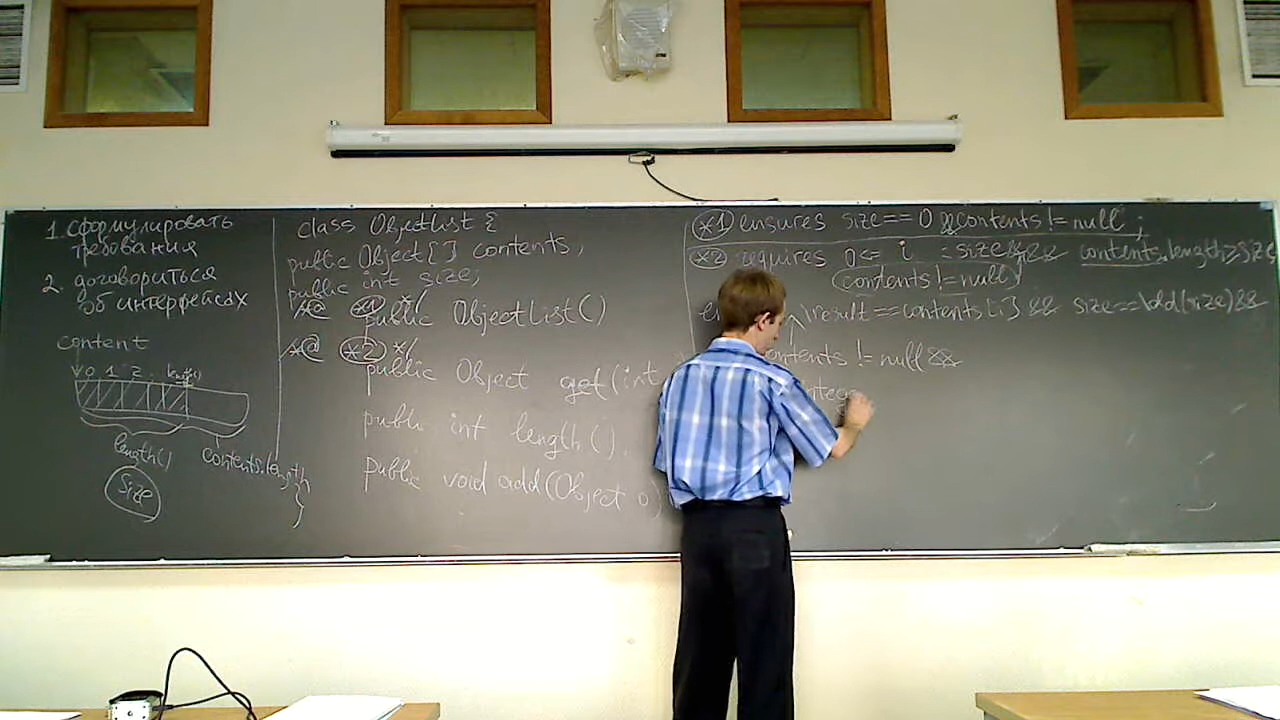 1. сформулировать
требования
2. договориться
об интерфейсах
content
0 1 2
length()
contents.length
size
class ObjectList {
public Object[] contents,
public int size;
/*@ *1 */
public ObjectList()
*@ *2 */
public Object get(int
public int length(),
public void add(Object o)
}
*1 ensures size==0 && contents != null ;
*2 requires 0<= i size && contents.length>=size
(contents != null)
\result==contents[i] && size==\old(size) &&
contents != null &&